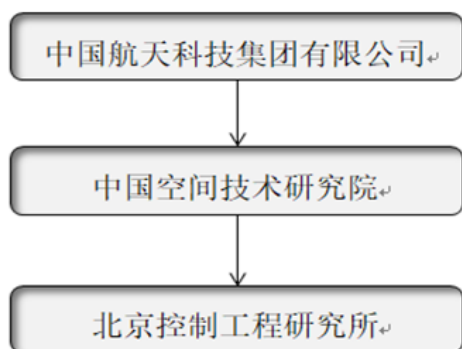 中国航天科技集团有限公司
中国空间技术研究院
北京控制工程研究所